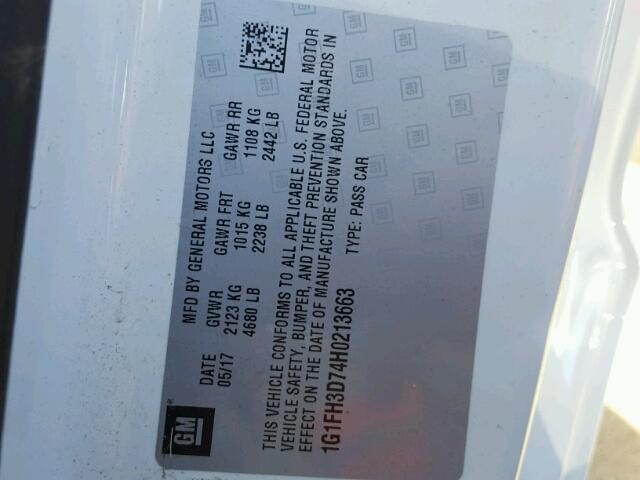 MFD BY GENERAL MOTORS LLC
DATE GVWR GAWR FRT GAWR RR
05/17 2123 KG 1015 KG 1108 KG
4680 LB 2238 LB 2442 LB
THIS VEHICLE CONFORMS TO ALL APPLICABLE U.S. FEDERAL MOTOR
VEHICLE SAFETY, BUMPER, AND THEFT PREVENTION STANDARDS IN
EFFECT ON THE DATE OF MANUFACTURE SHOWN ABOVE.
1G1FH3D74H0213663 TYPE: PASS CAR
GM